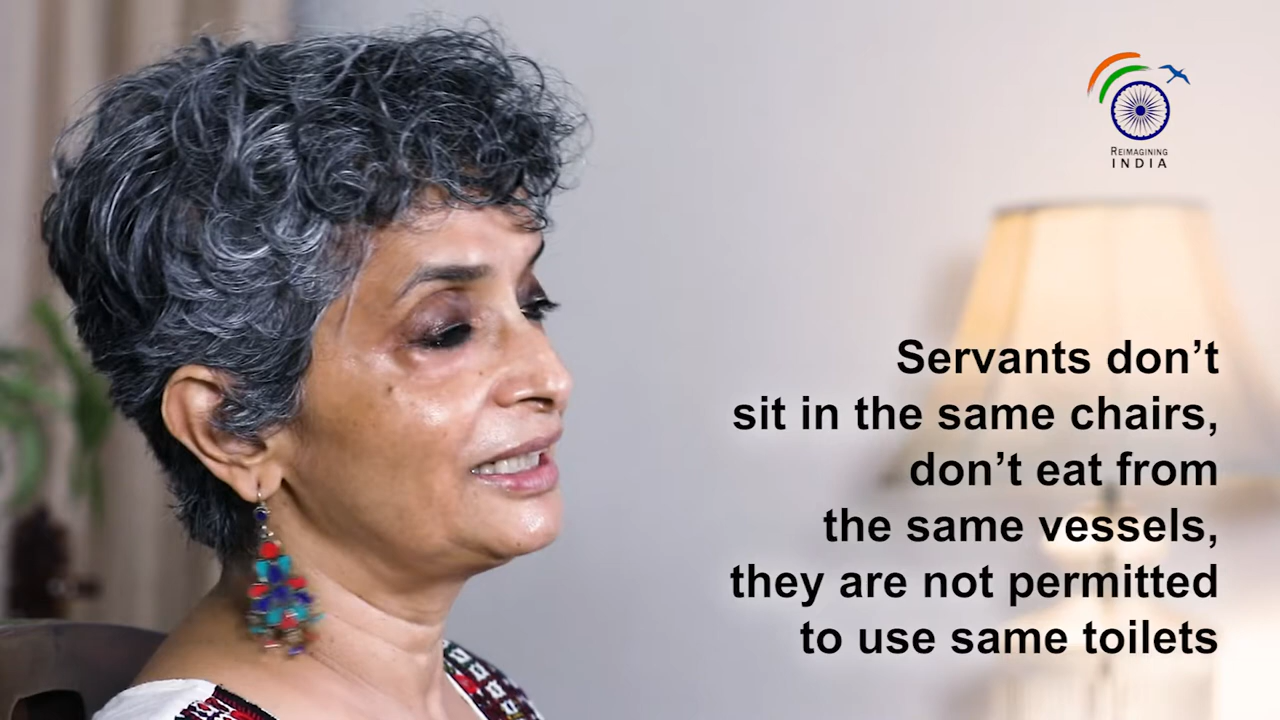 REIMAGINING
INDIA
Servants don’t
sit in the same chairs,
don’t eat from
the same vessels,
they are not permitted
to use same toilets